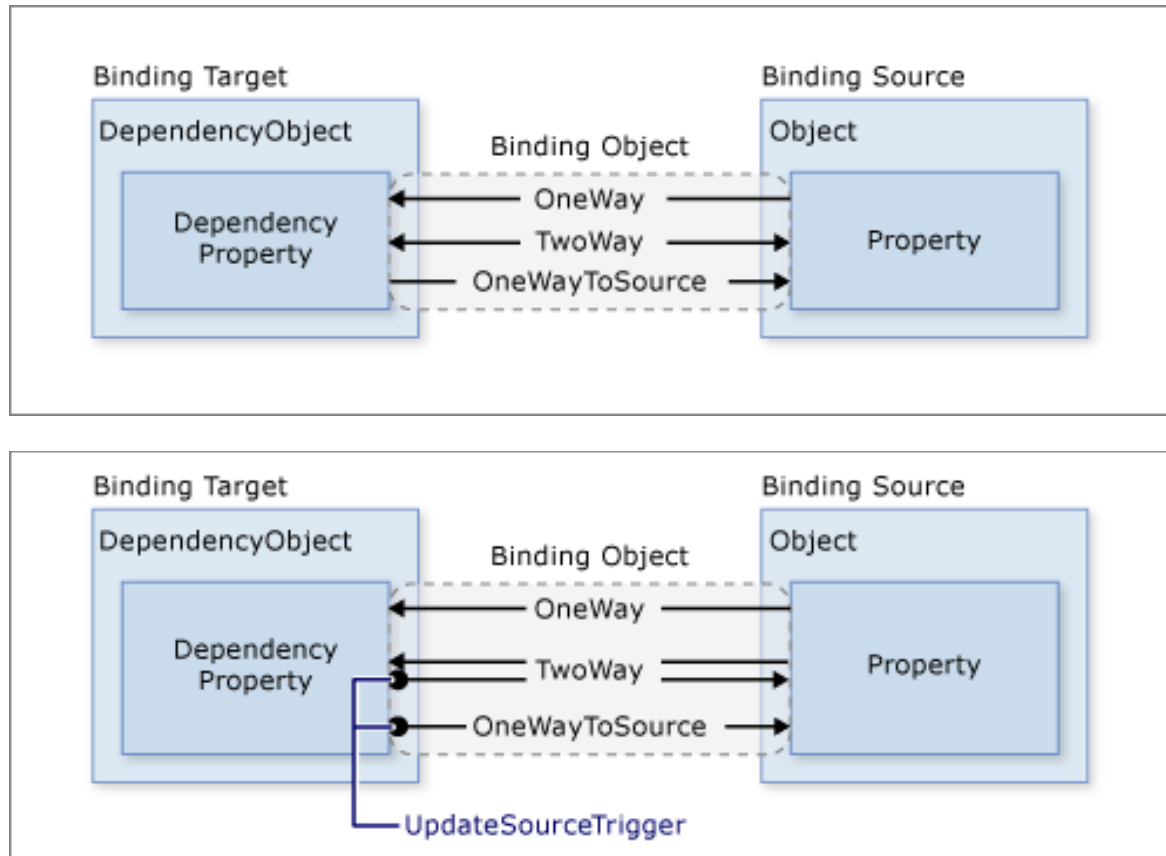 Binding Target
Binding Source
DependencyObject
Object
Binding Object
OneWay
Dependency
Property
TwoWay
Property
OneWayToSource
Binding Target
Binding Source
DependencyObject
Object
Binding Object
OneWay
Dependency
Property
TwoWay
Property
OneWayToSource
UpdateSourceTrigger